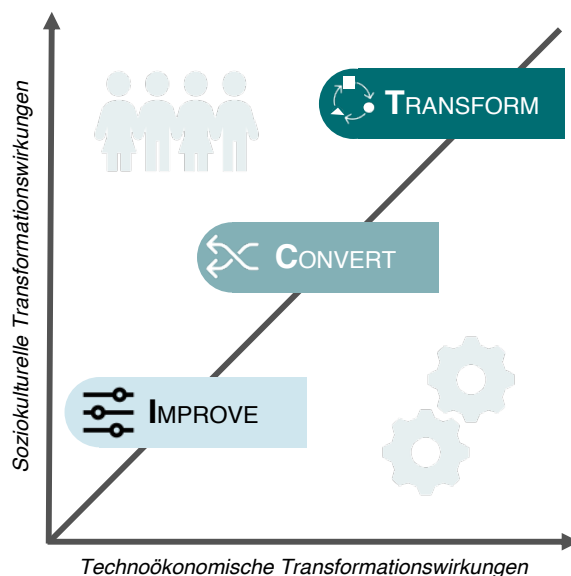 Soziokulturelle Transformationswirkungen
TRANSFORM
CONVERT
IMPROVE
Technoökonomische Transformationswirkungen